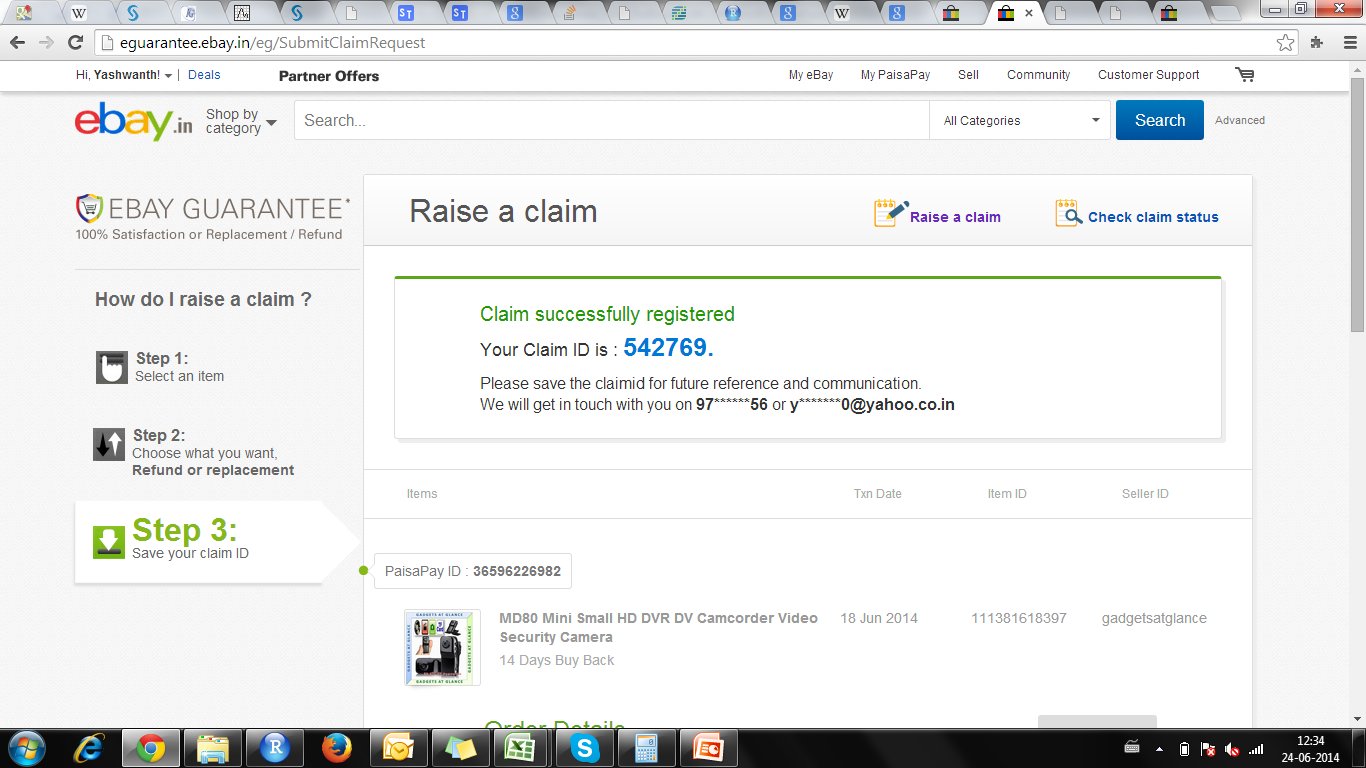 eguarantee.ebay.in/eg/SubmitClaimRequest
Hi, Yashwanth! | Deals Partner Offers My eBay My PaisaPay Sell Community Customer Support
ebay.in Shop by category Search... All Categories Search Advanced
EBAY GUARANTEE*
100% Satisfaction or Replacement / Refund
How do I raise a claim ?
Step 1:
Select an item
Step 2:
Choose what you want,
Refund or replacement
Step 3:
Save your claim ID
Raise a claim
Raise a claim
Check claim status
Claim successfully registered
Your Claim ID is : 542769.
Please save the claimid for future reference and communication.
We will get in touch with you on 97******56 or y*******0@yahoo.co.in
Items Txn Date Item ID Seller ID
PaisaPay ID : 36596226982
GADGETS AT GLANCE
MD80 Mini Small HD DVR DV Camcorder Video 18 Jun 2014 111381618397 gadgetsatglance
Security Camera
14 Days Buy Back
Order Details
12:34
24-06-2014